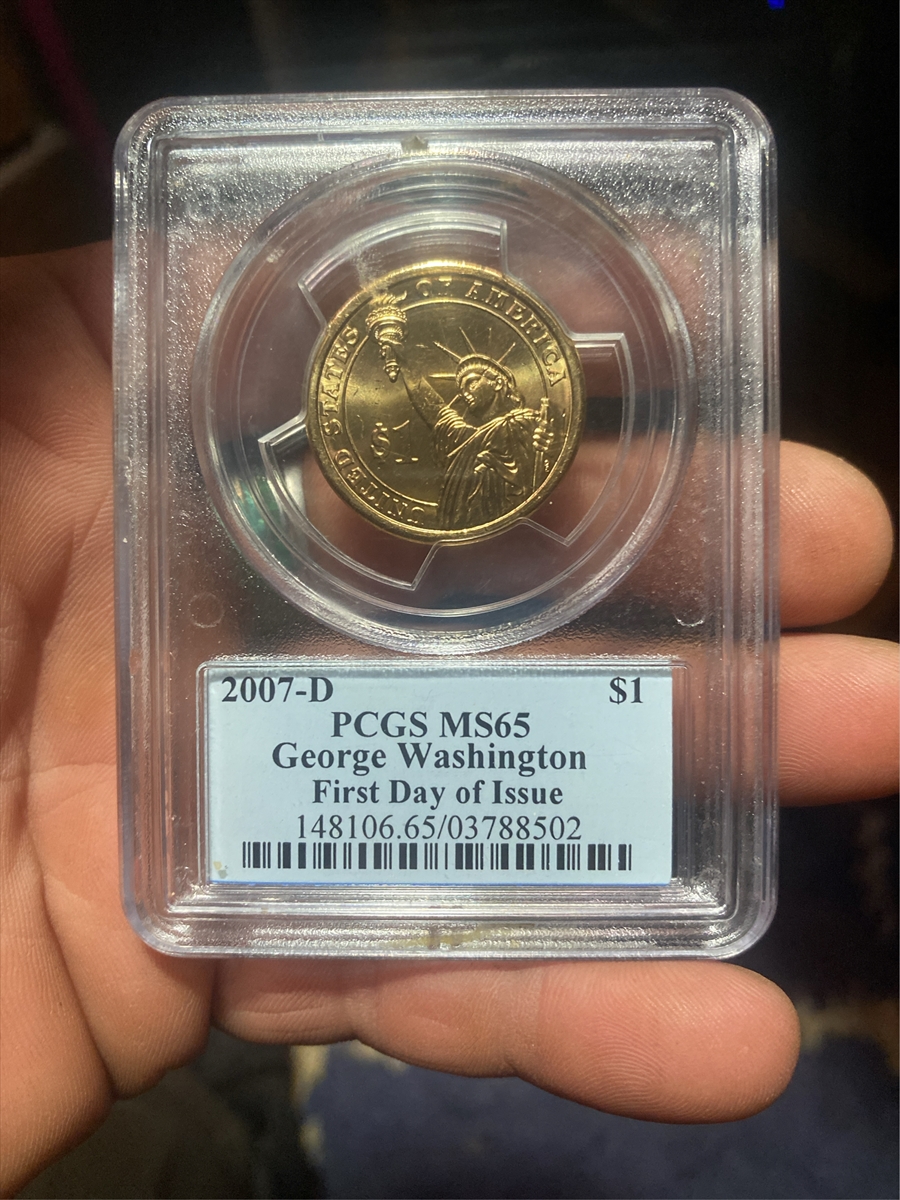 UNITED STATES OF AMERICA
$1
2007-D $1
PCGS MS65
George Washington
First Day of Issue
148106.65/03788502